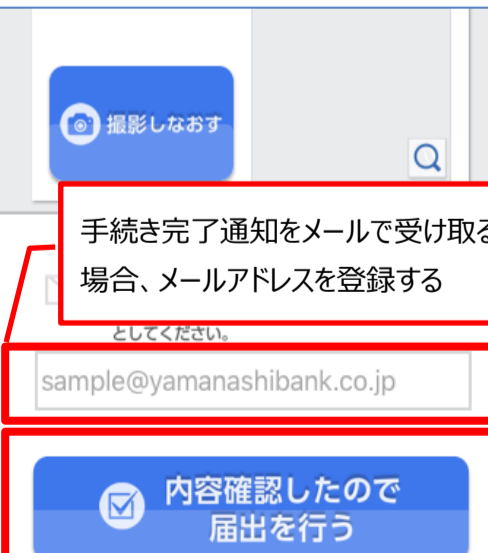 撮影しなおす
手続き完了通知をメールで受け取る
場合、メールアドレスを登録する
としてください。
sample@yamanashibank.co.jp
内容確認したので
届出を行う